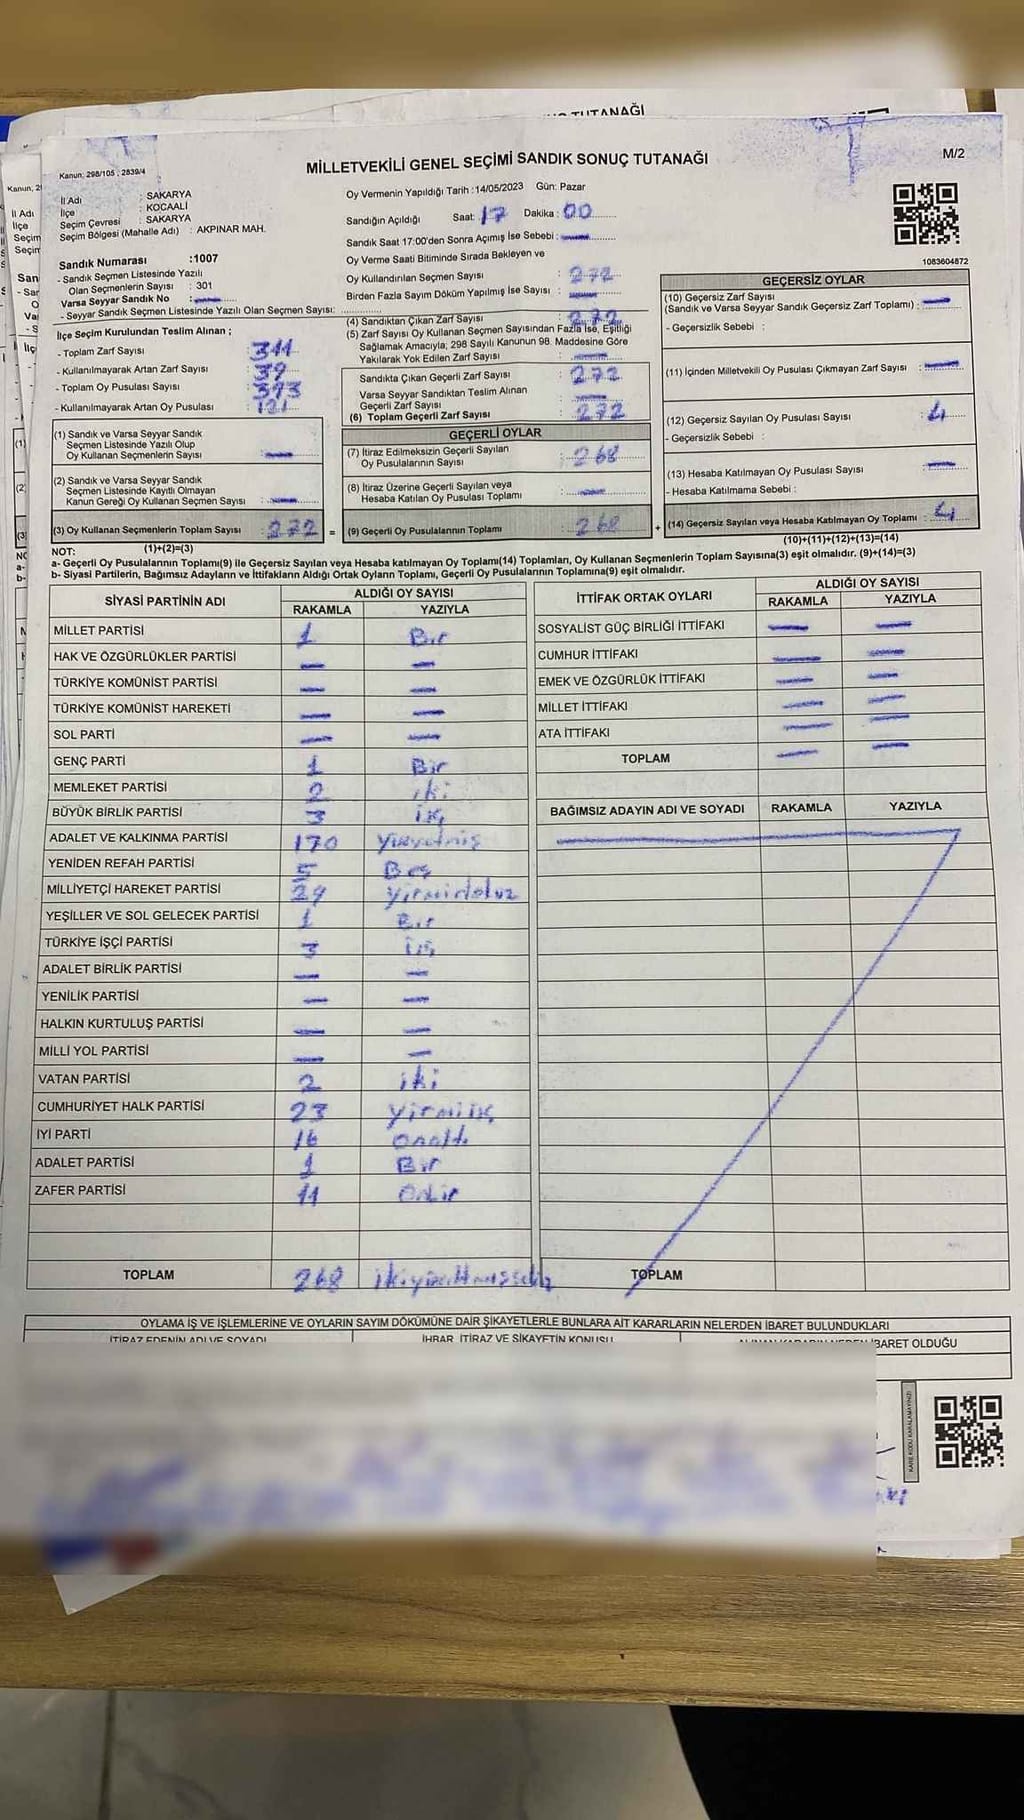 TUTANAĞI
MİLLETVEKİLİ GENEL SEÇİMİ SANDIK SONUÇ TUTANAĞI
M/2
Kanun, 298/105 , 2839/4
İl Adı : SAKARYA
İlçe : KOCAALİ
Seçim Çevresi : SAKARYA
Seçim Bölgesi (Mahalle Adı) : AKPINAR MAH.
Sandık Numarası :1007
- Sandık Seçmen Listesinde Yazılı
Olan Seçmenlerin Sayısı : 301
Varsa Seyyar Sandık No : —
- Seyyar Sandık Seçmen Listesinde Yazılı Olan Seçmen Sayısı:
Oy Vermenin Yapıldığı Tarih : 14/05/2023 Gün: Pazar
Sandığın Açıldığı Saat: 17 Dakika : 00
Sandık Saat 17:00'den Sonra Açımış İse Sebebi : —
Oy Verme Saati Bitiminde Sırada Bekleyen ve
Oy Kullandırılan Seçmen Sayısı 272
Birden Fazla Sayım Döküm Yapılmış İse Sayısı : —
1083604872
İlçe Seçim Kurulundan Teslim Alınan ;
- Toplam Zarf Sayısı 311
- Kullanılmayarak Artan Zarf Sayısı : 39
- Toplam Oy Pusulası Sayısı : 393
- Kullanılmayarak Artan Oy Pusulası : 121
(4) Sandıktan Çıkan Zarf Sayısı 272
(5) Zarf Sayısı Oy Kullanan Seçmen Sayısından Fazla İse, Eşitliği
Sağlamak Amacıyla; 298 Sayılı Kanunun 98. Maddesine Göre
Yakılarak Yok Edilen Zarf Sayısı —
Sandıkta Çıkan Geçerli Zarf Sayısı 272
Varsa Seyyar Sandıktan Teslim Alınan
Geçerli Zarf Sayısı —
(6) Toplam Geçerli Zarf Sayısı 272
GEÇERSİZ OYLAR
(10) Geçersiz Zarf Sayısı
(Sandık ve Varsa Seyyar Sandık Geçersiz Zarf Toplamı) : —
- Geçersizlik Sebebi :
(11) İçinden Milletvekili Oy Pusulası Çıkmayan Zarf Sayısı : —
(12) Geçersiz Sayılan Oy Pusulası Sayısı : 4
- Geçersizlik Sebebi :
(13) Hesaba Katılmayan Oy Pusulası Sayısı : —
- Hesaba Katılmama Sebebi :
(14) Geçersiz Sayılan veya Hesaba Katılmayan Oy Toplamı : 4
(10)+(11)+(12)+(13)=(14)
(1) Sandık ve Varsa Seyyar Sandık
Seçmen Listesinde Yazılı Olup
Oy Kullanan Seçmenlerin Sayısı : —
(2) Sandık ve Varsa Seyyar Sandık
Seçmen Listesinde Kayıtlı Olmayan
Kanun Gereği Oy Kullanan Seçmen Sayısı : —
(3) Oy Kullanan Seçmenlerin Toplam Sayısı : 272 =
(1)+(2)=(3)
GEÇERLİ OYLAR
(7) İtiraz Edilmeksizin Geçerli Sayılan
Oy Pusulalarının Sayısı : 268
(8) İtiraz Üzerine Geçerli Sayılan veya
Hesaba Katılan Oy Pusulası Toplamı : —
(9) Geçerli Oy Pusulalarının Toplamı : 268 +
NOT:
a- Geçerli Oy Pusulalarının Toplamı(9) ile Geçersiz Sayılan veya Hesaba katılmayan Oy Toplamı(14) Toplamları, Oy Kullanan Seçmenlerin Toplam Sayısına(3) eşit olmalıdır. (9)+(14)=(3)
b- Siyasi Partilerin, Bağımsız Adayların ve İttifakların Aldığı Ortak Oyların Toplamı, Geçerli Oy Pusulalarının Toplamına(9) eşit olmalıdır.
SİYASİ PARTİNİN ADI ALDIĞI OY SAYISI
RAKAMLA YAZIYLA
MİLLET PARTİSİ 1 Bir
HAK VE ÖZGÜRLÜKLER PARTİSİ — —
TÜRKİYE KOMÜNİST PARTİSİ — —
TÜRKİYE KOMÜNİST HAREKETİ — —
SOL PARTİ — —
GENÇ PARTİ 1 Bir
MEMLEKET PARTİSİ 2 iki
BÜYÜK BİRLİK PARTİSİ 3 üç
ADALET VE KALKINMA PARTİSİ 170 yüzyetmiş
YENİDEN REFAH PARTİSİ 5 Beş
MİLLİYETÇİ HAREKET PARTİSİ 29 yirmidokuz
YEŞİLLER VE SOL GELECEK PARTİSİ 1 Bir
TÜRKİYE İŞÇİ PARTİSİ 3 üç
ADALET BİRLİK PARTİSİ — —
YENİLİK PARTİSİ — —
HALKIN KURTULUŞ PARTİSİ — —
MİLLİ YOL PARTİSİ — —
VATAN PARTİSİ 2 iki
CUMHURİYET HALK PARTİSİ 23 yirmiüç
İYİ PARTİ 16 onaltı
ADALET PARTİSİ 1 Bir
ZAFER PARTİSİ 11 Onbir
TOPLAM 268 ikiyüzaltmışsekiz
İTTİFAK ORTAK OYLARI ALDIĞI OY SAYISI
RAKAMLA YAZIYLA
SOSYALİST GÜÇ BİRLİĞİ İTTİFAKI — —
CUMHUR İTTİFAKI — —
EMEK VE ÖZGÜRLÜK İTTİFAKI — —
MİLLET İTTİFAKI — —
ATA İTTİFAKI — —
TOPLAM — —
BAĞIMSIZ ADAYIN ADI VE SOYADI RAKAMLA YAZIYLA
TOPLAM
OYLAMA İŞ VE İŞLEMLERİNE VE OYLARIN SAYIM DÖKÜMÜNE DAİR ŞİKAYETLERLE BUNLARA AİT KARARLARIN NELERDEN İBARET BULUNDUKLARI
İTİRAZ EDENİN ADI VE SOYADI İHBAR, İTİRAZ VE ŞİKAYETİN KONUSU ALINAN KARARIN NEDEN İBARET OLDUĞU
KARE KODU KARALAMAYINIZ!